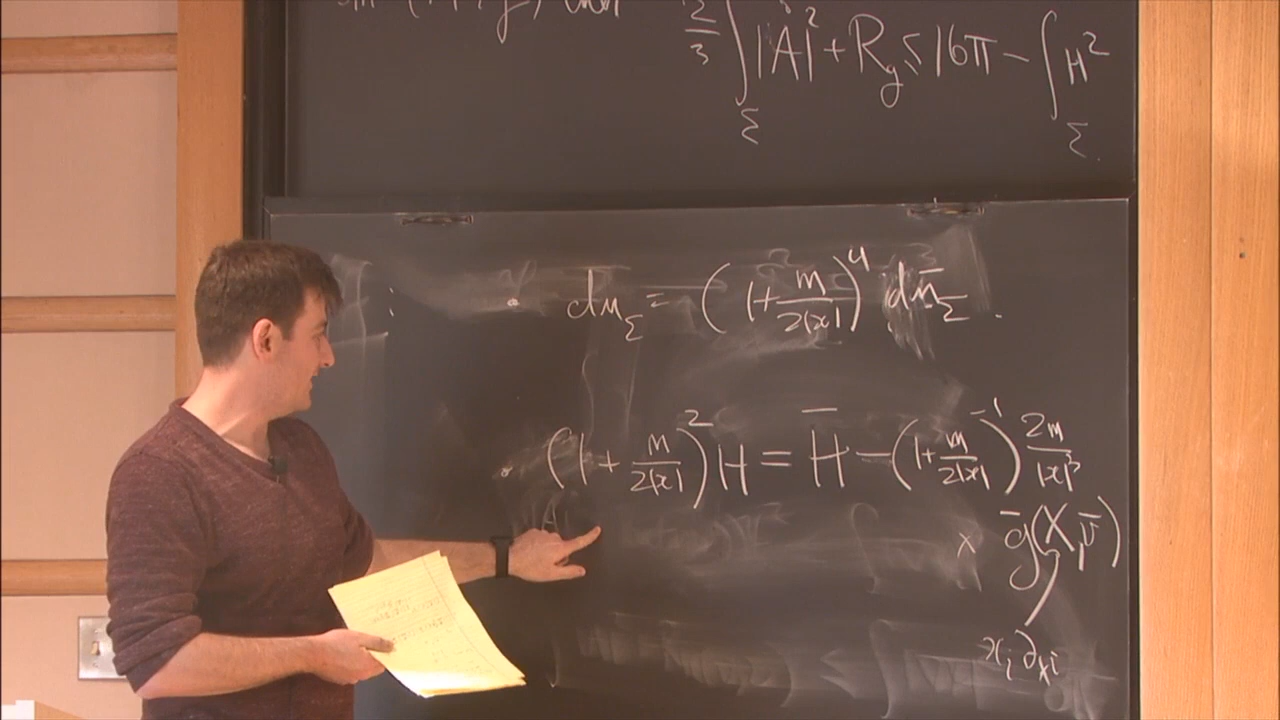 2/3 ∫_Σ |Å|² + R_g ≤ 16π − ∫_Σ H²
• dμ_Σ = (1 + m/2|x|)⁴ dμ̄_Σ .
• (1 + m/2|x|)² H = H̄ − (1 + m/2|x|)⁻¹ 2m/|x|³
× ḡ(X, ν̄)
x_i ∂_{x^i}